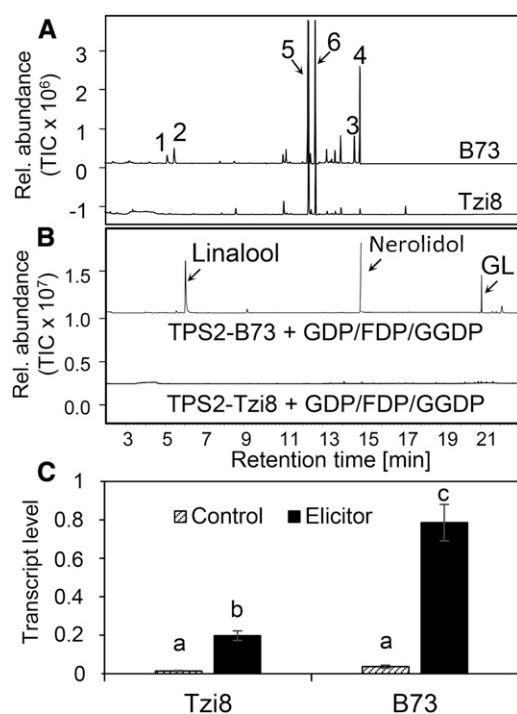 A
Rel. abundance
(TIC x 10⁶)
3
2
1
0
-1
1
2
5
6
3
4
B73
Tzi8
B
Rel. abundance
(TIC x 10⁷)
1.5
1.0
0.5
0.0
Linalool
Nerolidol
GL
TPS2-B73 + GDP/FDP/GGDP
TPS2-Tzi8 + GDP/FDP/GGDP
3 5 7 9 11 13 15 17 19 21
Retention time [min]
C
Transcript level
1
0.8
0.6
0.4
0.2
0
Control Elicitor
a
b
a
c
Tzi8 B73